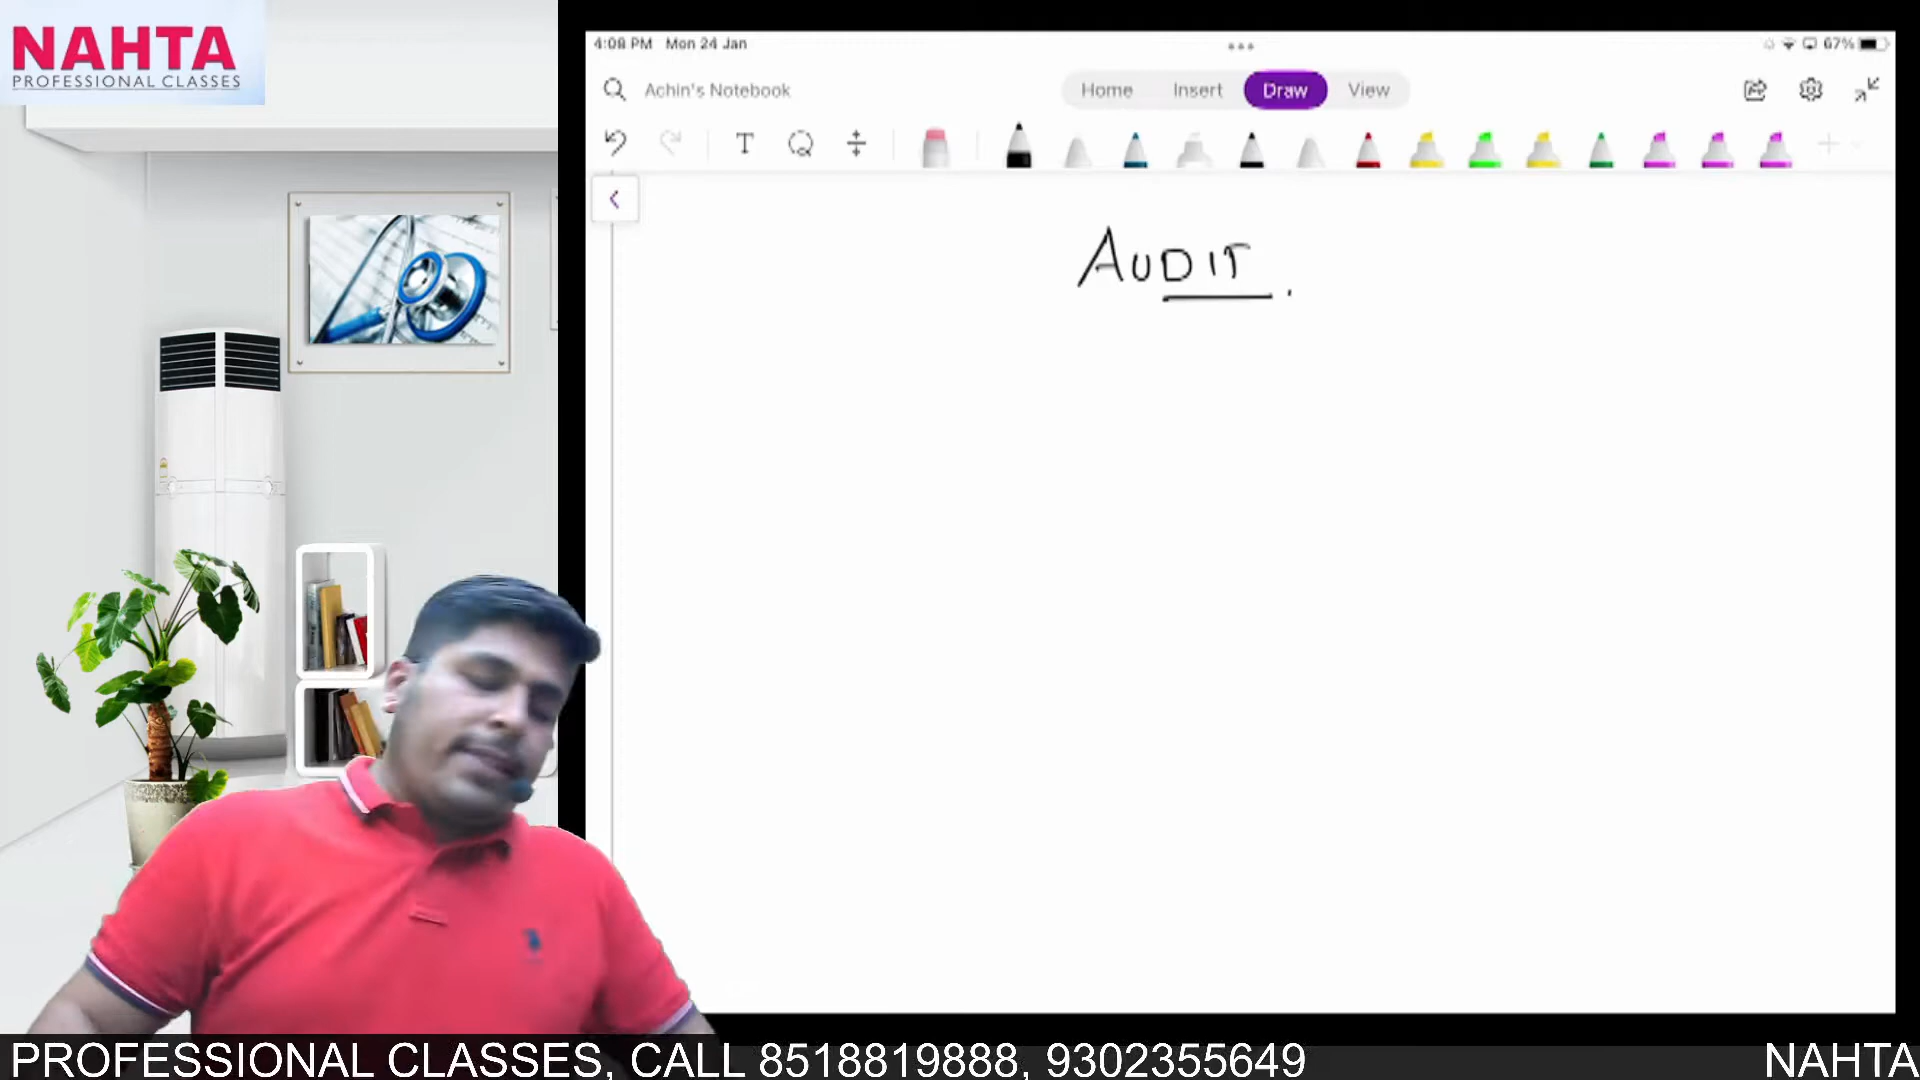 NAHTA
PROFESSIONAL CLASSES
4:08 PM Mon 24 Jan
67%
Achin's Notebook
Home Insert Draw View
T
AUDIT.
PROFESSIONAL CLASSES, CALL 8518819888, 9302355649 NAHTA